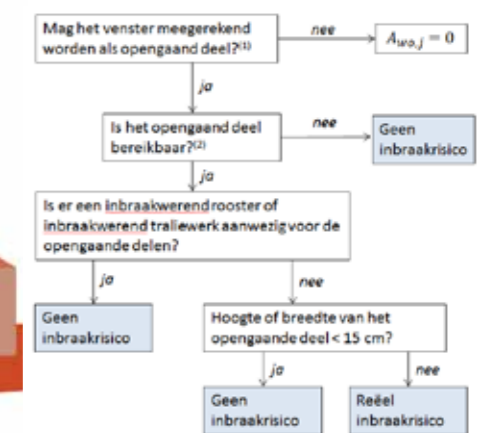 Mag het venster meegerekend
worden als opengaand deel?(1)
nee
A_wo,j = 0
ja
Is het opengaand deel
bereikbaar?(2)
nee
Geen
inbraakrisico
ja
Is er een inbraakwerend rooster of
inbraakwerend traliewerk aanwezig voor de
opengaande delen?
ja
nee
Geen
inbraakrisico
Hoogte of breedte van het
opengaande deel < 15 cm?
ja
nee
Geen
inbraakrisico
Reëel
inbraakrisico